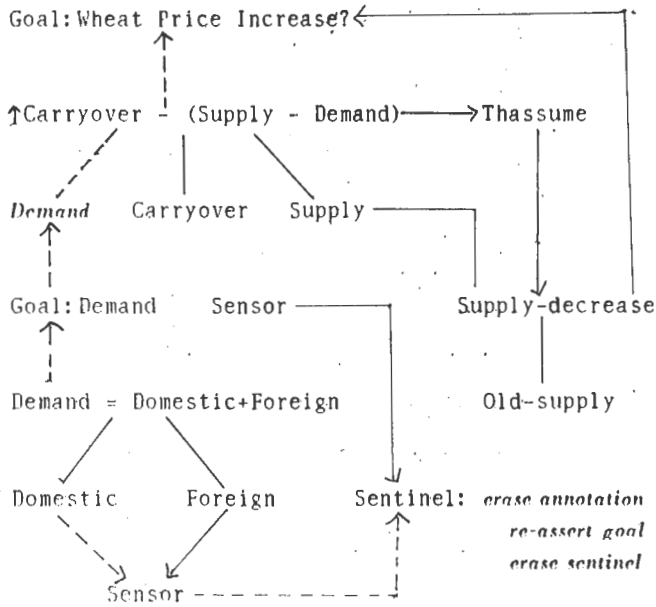 Goal: Wheat Price Increase?
↑Carryover - (Supply - Demand) Thassume
Demand Carryover Supply
Goal: Demand Sensor Supply-decrease
Demand = Domestic+Foreign Old-supply
Domestic Foreign Sentinel: erase annotation
re-assert goal
erase sentinel
Sensor